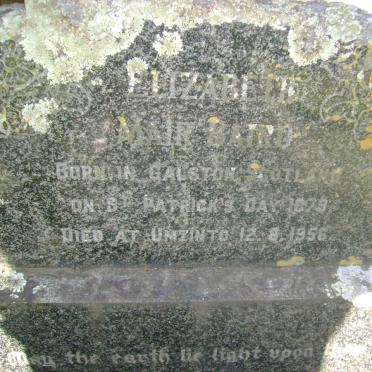 ELIZABETH
MUIR BAIRD
BORN IN GALSTON SCOTLAND
ON ST PATRICK'S DAY 1879
DIED AT UMZINTO 12.8.1956
May the earth lie light upon